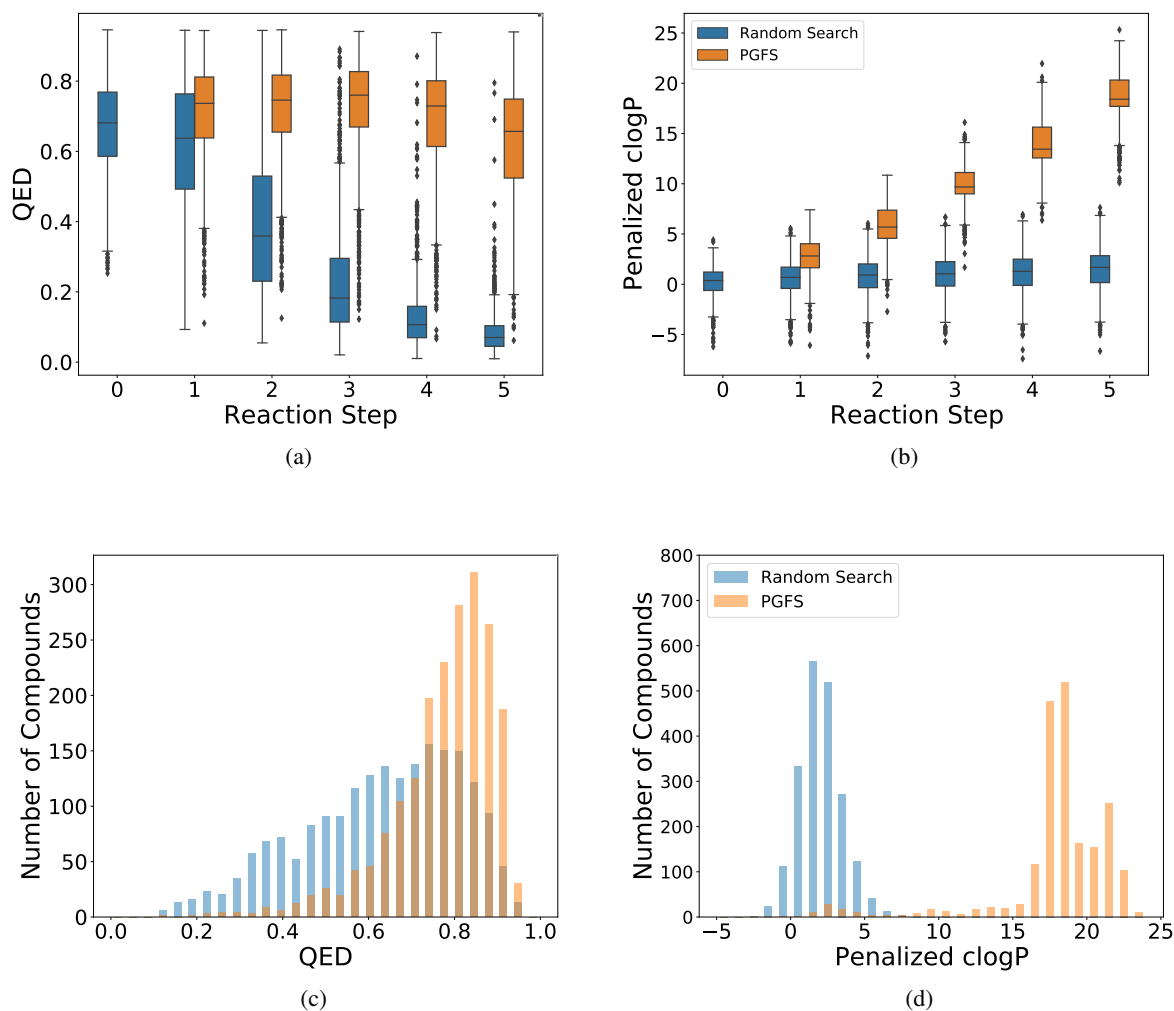 QED
0.8
0.6
0.4
0.2
0.0
0 1 2 3 4 5
Reaction Step
(a)
Penalized clogP
25
20
15
10
5
0
−5
Random Search
PGFS
0 1 2 3 4 5
Reaction Step
(b)
Number of Compounds
300
250
200
150
100
50
0
0.0 0.2 0.4 0.6 0.8 1.0
QED
(c)
Number of Compounds
800
700
600
500
400
300
200
100
0
Random Search
PGFS
−5 0 5 10 15 20 25
Penalized clogP
(d)